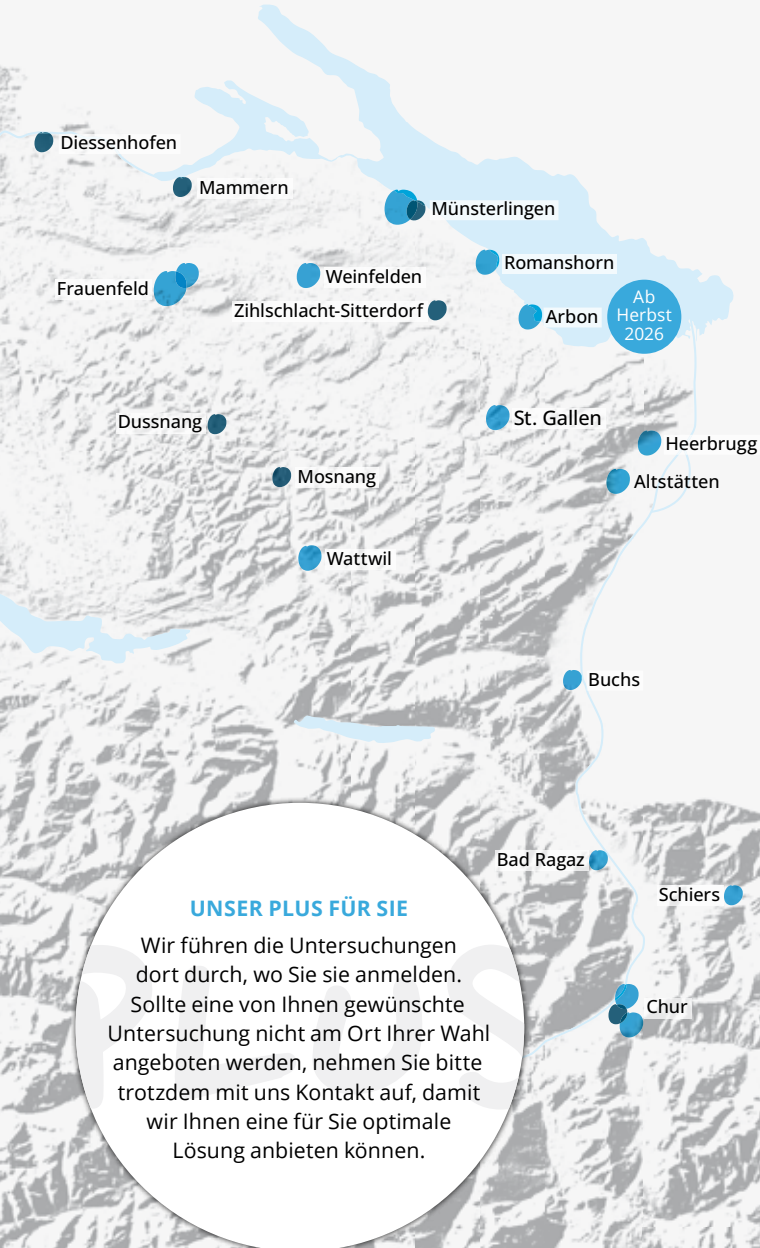 Diessenhofen
Mammern
Münsterlingen
Romanshorn
Weinfelden
Frauenfeld
Zihlschlacht-Sitterdorf
Arbon
Ab
Herbst
2026
St. Gallen
Dussnang
Heerbrugg
Mosnang
Altstätten
Wattwil
Buchs
Bad Ragaz
Schiers
Chur
PLUS
UNSER PLUS FÜR SIE
Wir führen die Untersuchungen
dort durch, wo Sie sie anmelden.
Sollte eine von Ihnen gewünschte
Untersuchung nicht am Ort Ihrer Wahl
angeboten werden, nehmen Sie bitte
trotzdem mit uns Kontakt auf, damit
wir Ihnen eine für Sie optimale
Lösung anbieten können.